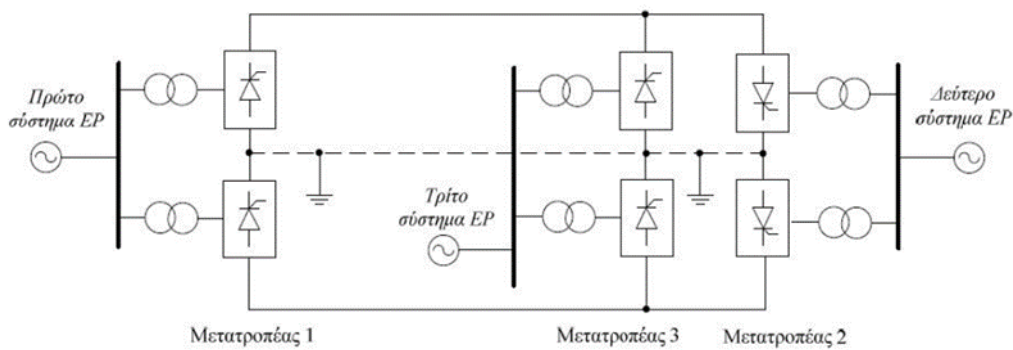 Πρώτο
σύστημα ΕΡ
Τρίτο
σύστημα ΕΡ
Δεύτερο
σύστημα ΕΡ
Μετατροπέας 1
Μετατροπέας 3
Μετατροπέας 2